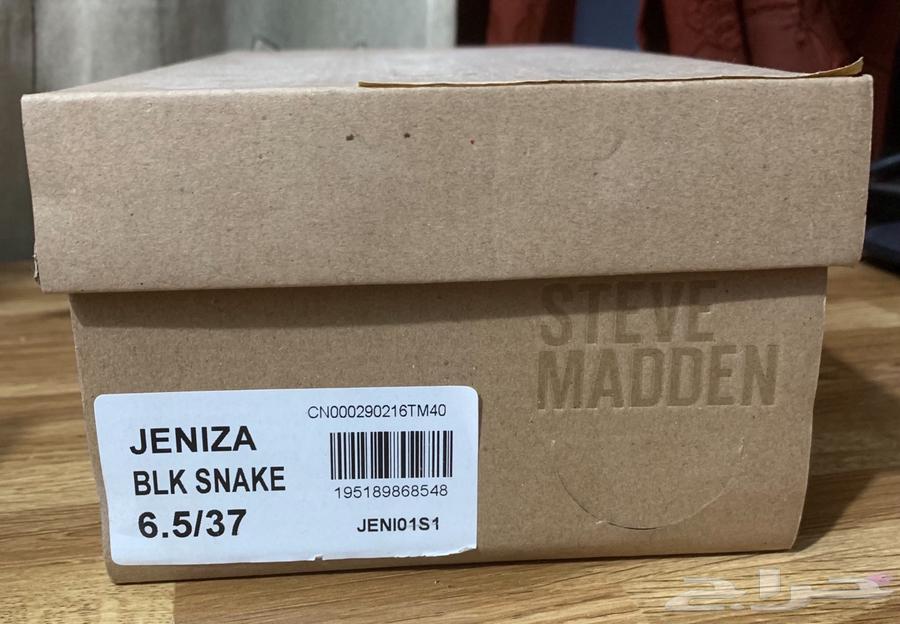 STEVE
MADDEN
CN000290216TM40
JENIZA
BLK SNAKE
6.5/37
195189868548
JENI01S1
حراج